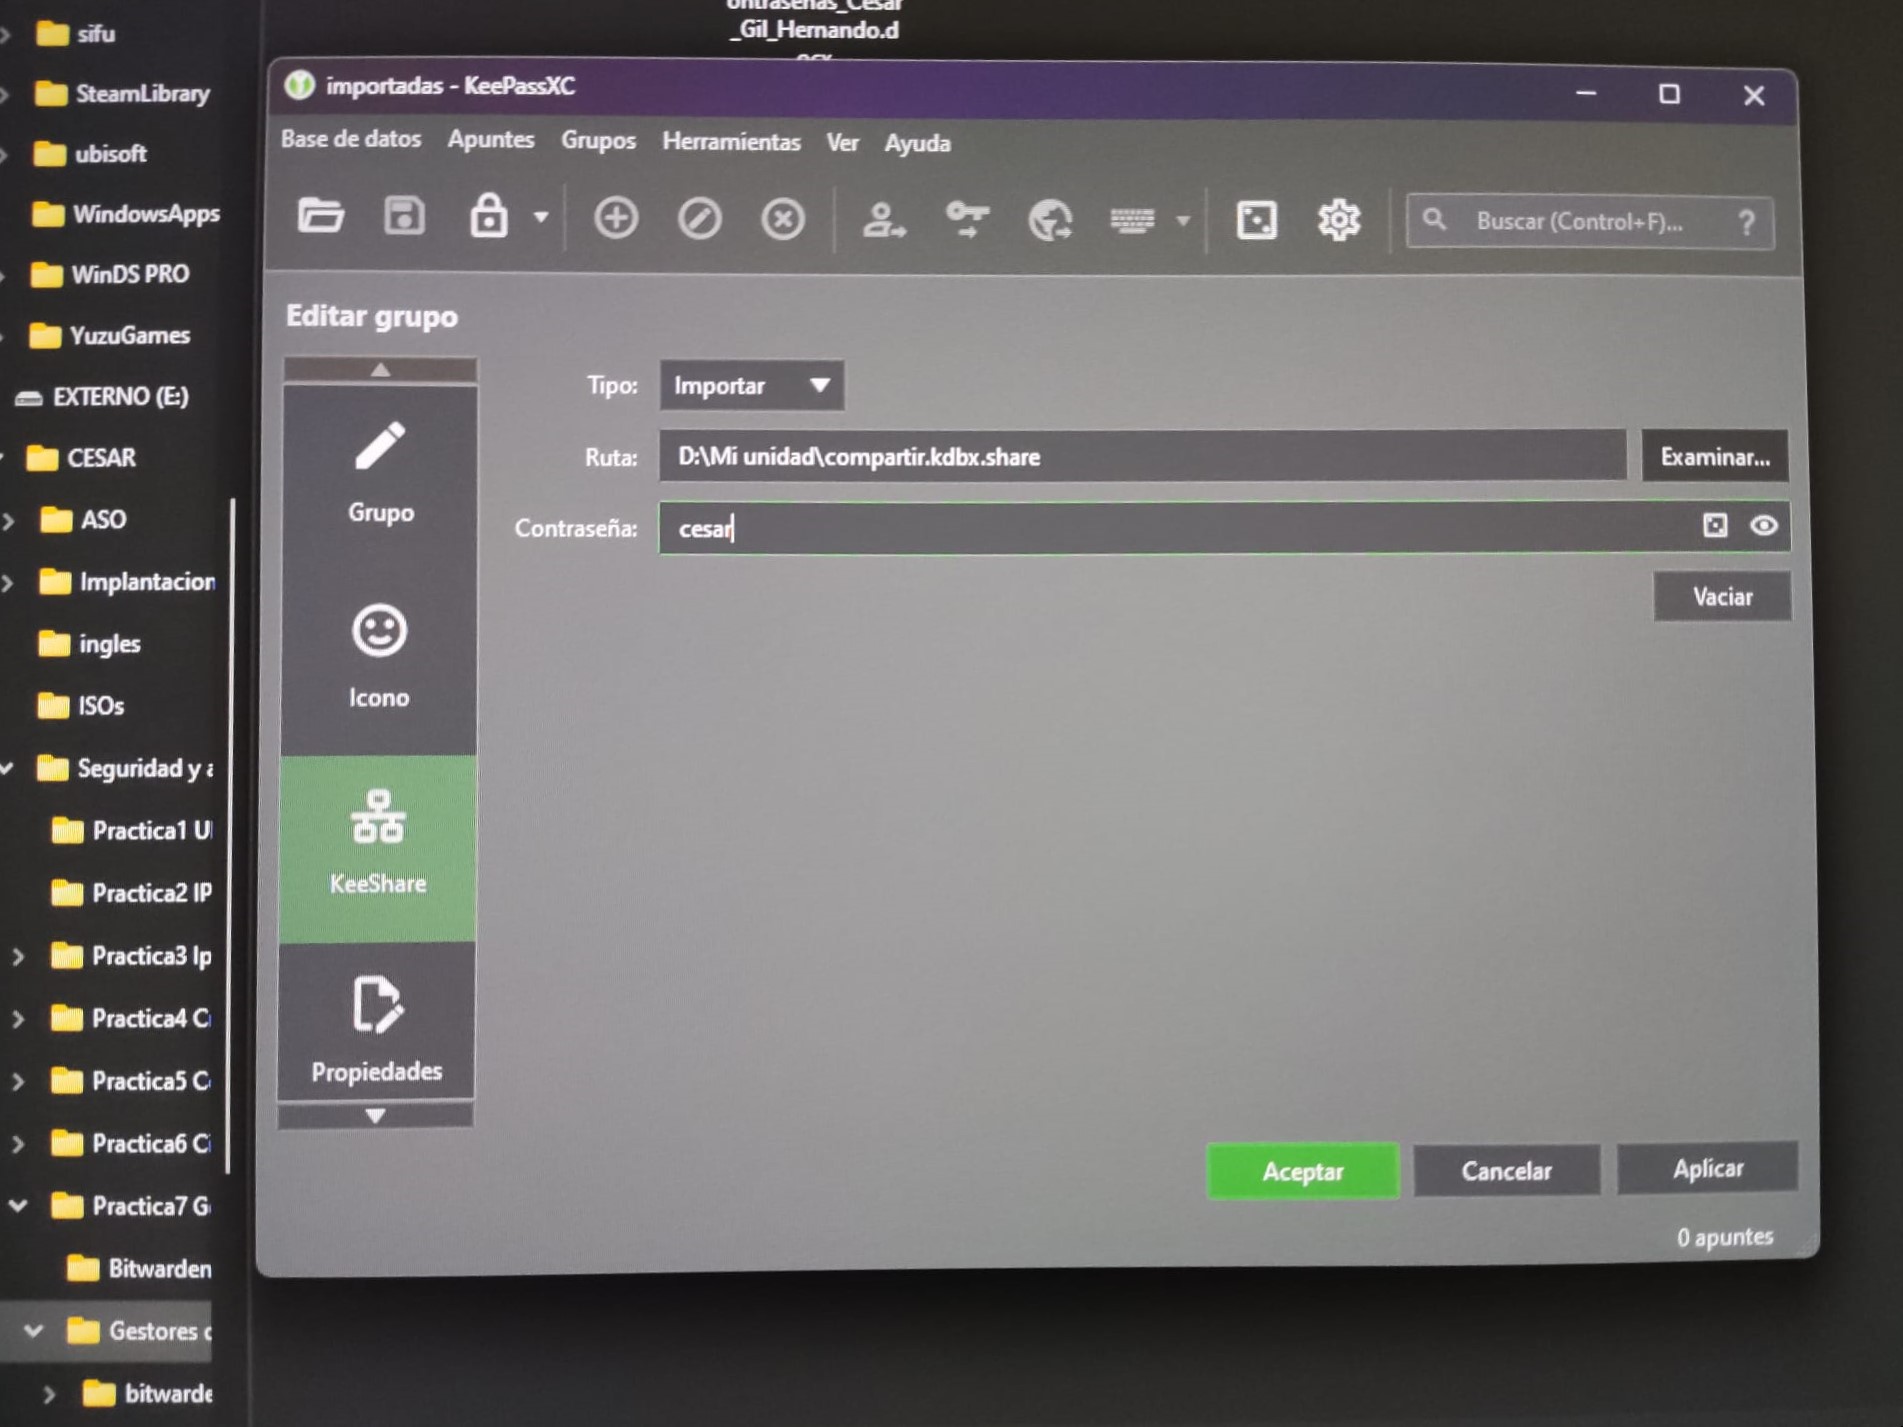 ontraseñas_Cesar
_Gil_Hernando.d
ocx
sifu
SteamLibrary
ubisoft
WindowsApps
WinDS PRO
YuzuGames
EXTERNO (E:)
CESAR
ASO
Implantacion
ingles
ISOs
Seguridad y a
Practica1 U
Practica2 IP
Practica3 Ip
Practica4 C
Practica5 C
Practica6 Ci
Practica7 G
Bitwarden
Gestores c
bitwarde
importadas - KeePassXC
Base de datos Apuntes Grupos Herramientas Ver Ayuda
Buscar (Control+F)... ?
Editar grupo
Grupo
Icono
KeeShare
Propiedades
Tipo: Importar
Ruta: D:\Mi unidad\compartir.kdbx.share Examinar...
Contraseña: cesar
Vaciar
Aceptar Cancelar Aplicar
0 apuntes